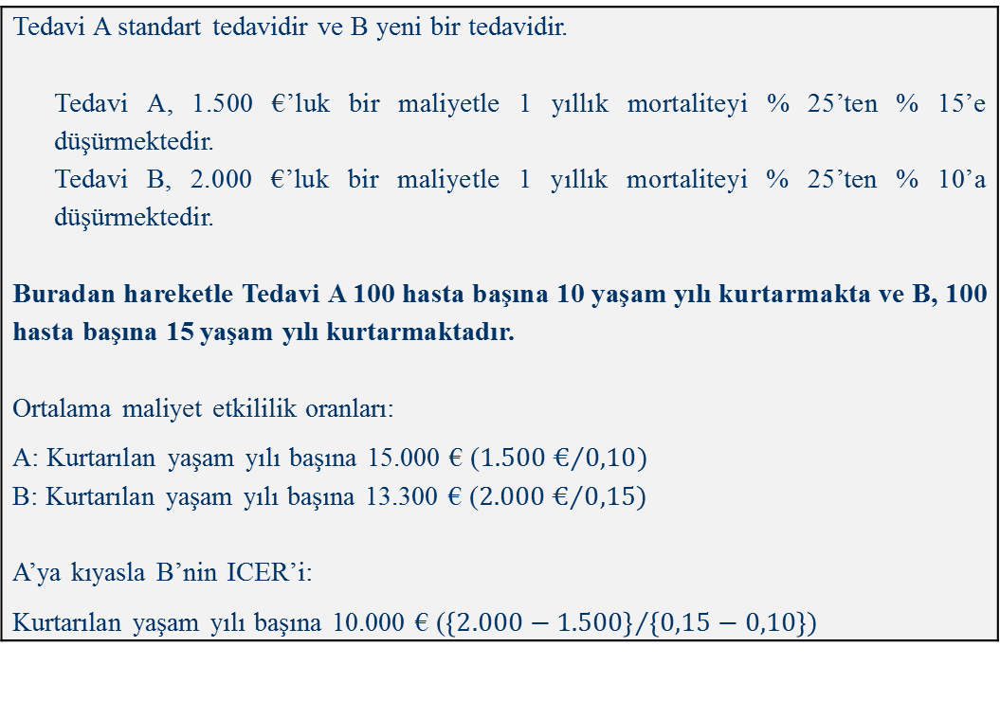 Tedavi A standart tedavidir ve B yeni bir tedavidir.
Tedavi A, 1.500 €’luk bir maliyetle 1 yıllık mortaliteyi % 25’ten % 15’e
düşürmektedir.
Tedavi B, 2.000 €’luk bir maliyetle 1 yıllık mortaliteyi % 25’ten % 10’a
düşürmektedir.
Buradan hareketle Tedavi A 100 hasta başına 10 yaşam yılı kurtarmakta ve B, 100
hasta başına 15 yaşam yılı kurtarmaktadır.
Ortalama maliyet etkililik oranları:
A: Kurtarılan yaşam yılı başına 15.000 € (1.500 €/0,10)
B: Kurtarılan yaşam yılı başına 13.300 € (2.000 €/0,15)
A’ya kıyasla B’nin ICER’i:
Kurtarılan yaşam yılı başına 10.000 € ({2.000 − 1.500}/{0,15 − 0,10})